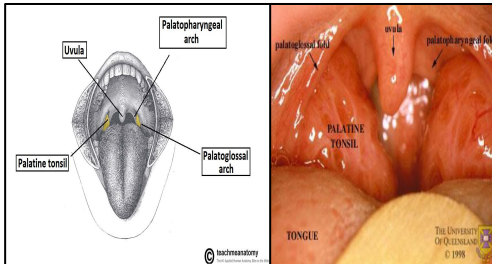 Palatopharyngeal
arch
Uvula
Palatine tonsil
Palatoglossal
arch
© teachmeanatomy
palatoglossal fold
uvula
palatopharyngeal fold
PALATINE
TONSIL
TONGUE
THE UNIVERSITY
OF QUEENSLAND
© 1998